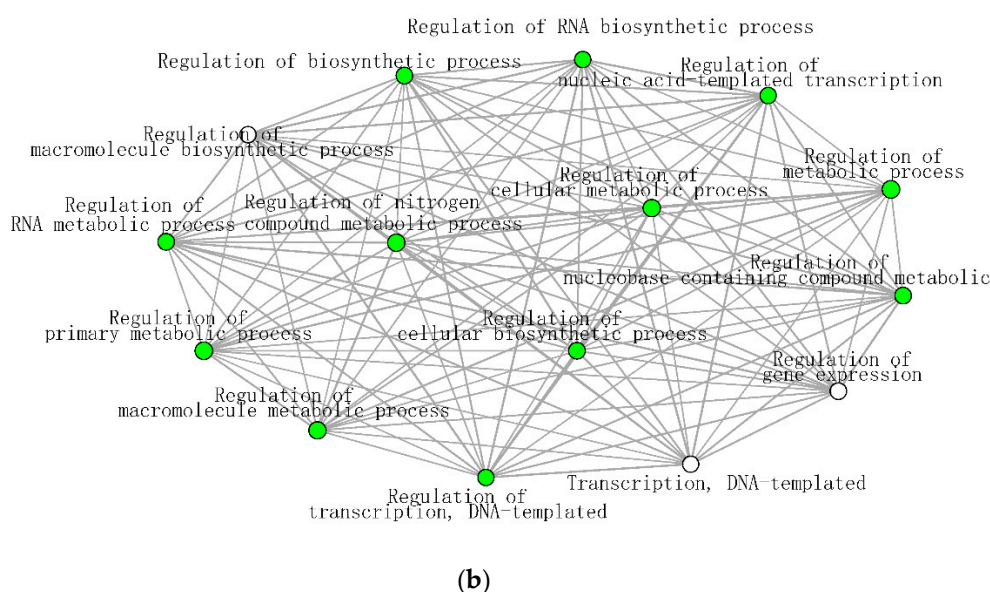 Regulation of RNA biosynthetic process
Regulation of biosynthetic process
Regulation of
nucleic acid-templated transcription
Regulation of
macromolecule biosynthetic process
Regulation of
metabolic process
Regulation of
cellular metabolic process
Regulation of
RNA metabolic process
Regulation of nitrogen
compound metabolic process
Regulation of
nucleobase containing compound metabolic
Regulation of
primary metabolic process
Regulation of
cellular biosynthetic process
Regulation of
gene expression
Regulation of
macromolecule metabolic process
Transcription, DNA-templated
Regulation of
transcription, DNA-templated
(b)